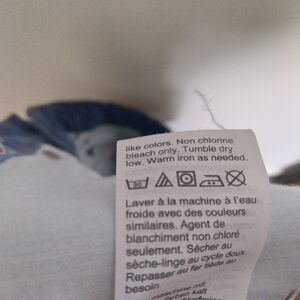 like colors. Non chlorine
bleach only. Tumble dry
low. Warm iron as needed.
30
Laver à la machine à l'eau
froide avec des couleurs
similaires. Agent de
blanchiment non chloré
seulement. Sécher au
sèche-linge au cycle doux.
Repasser au fer tiède au
besoin.
kalt